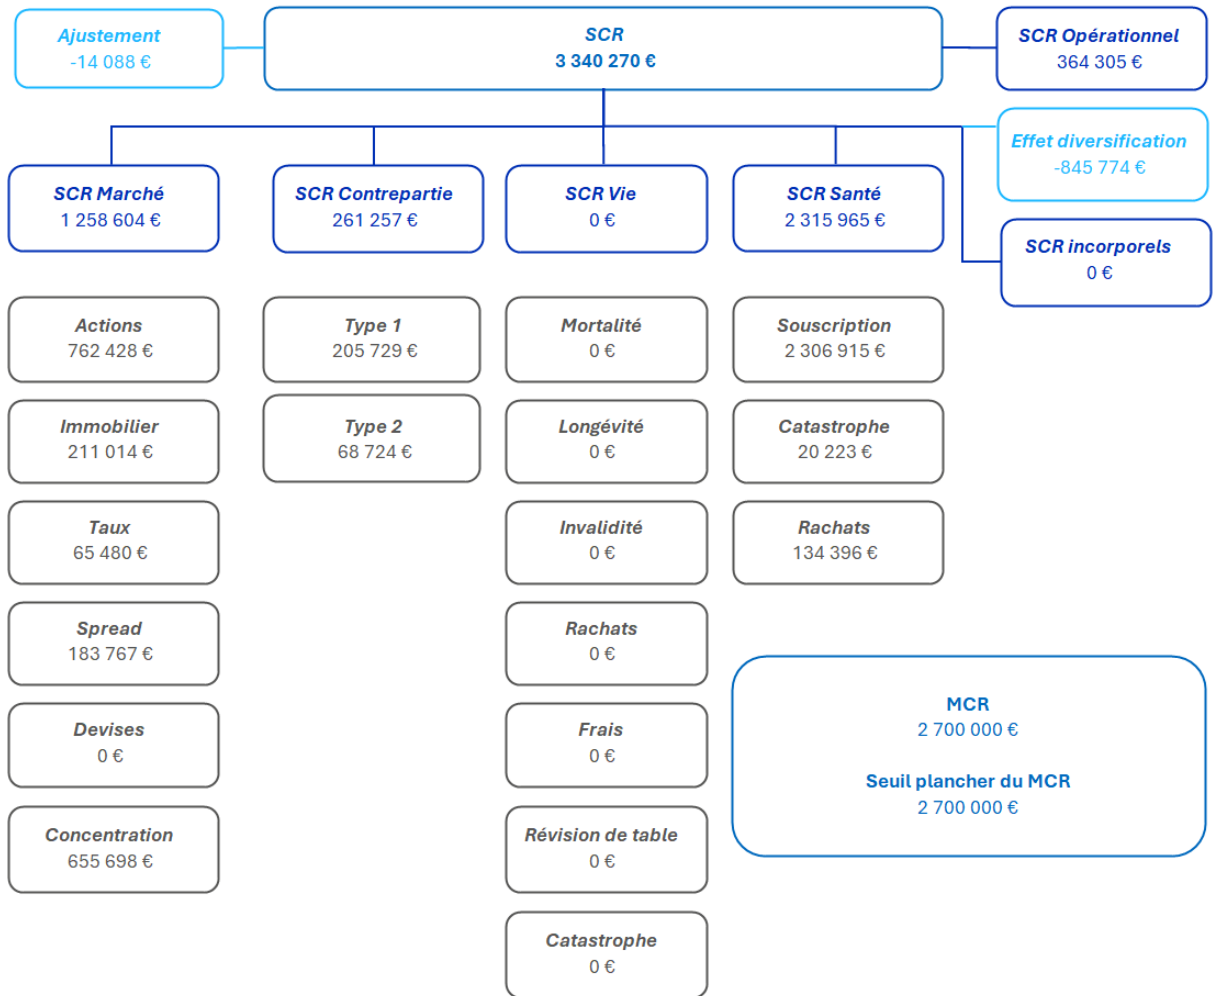 Ajustement
-14 088 €
SCR
3 340 270 €
SCR Opérationnel
364 305 €
Effet diversification
-845 774 €
SCR Marché
1 258 604 €
SCR Contrepartie
261 257 €
SCR Vie
0 €
SCR Santé
2 315 965 €
SCR incorporels
0 €
Actions
762 428 €
Type 1
205 729 €
Mortalité
0 €
Souscription
2 306 915 €
Immobilier
211 014 €
Type 2
68 724 €
Longévité
0 €
Catastrophe
20 223 €
Taux
65 480 €
Invalidité
0 €
Rachats
134 396 €
Spread
183 767 €
Rachats
0 €
Devises
0 €
Frais
0 €
MCR
2 700 000 €
Seuil plancher du MCR
2 700 000 €
Concentration
655 698 €
Révision de table
0 €
Catastrophe
0 €